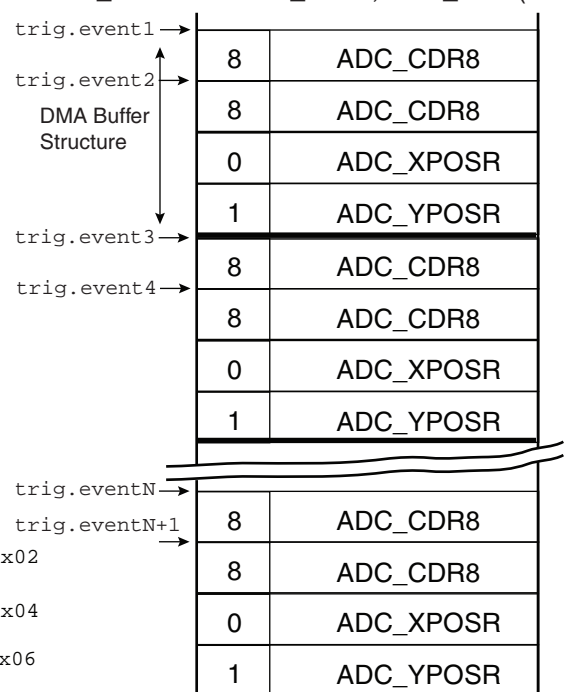 trig.event1
8 ADC_CDR8
trig.event2
DMA Buffer
Structure
8 ADC_CDR8
0 ADC_XPOSR
1 ADC_YPOSR
trig.event3
8 ADC_CDR8
trig.event4
8 ADC_CDR8
0 ADC_XPOSR
1 ADC_YPOSR
trig.eventN
8 ADC_CDR8
trig.eventN+1
x02
8 ADC_CDR8
x04
0 ADC_XPOSR
x06
1 ADC_YPOSR